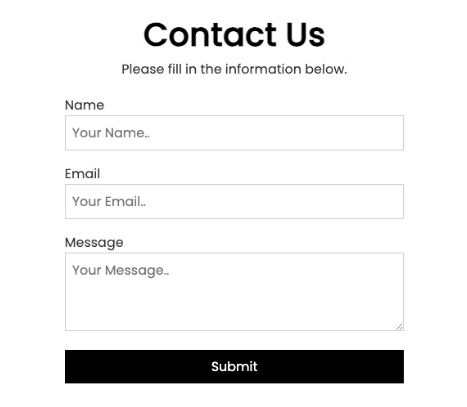 Contact Us
Please fill in the information below.
Name
Your Name..
Email
Your Email..
Message
Your Message..
Submit